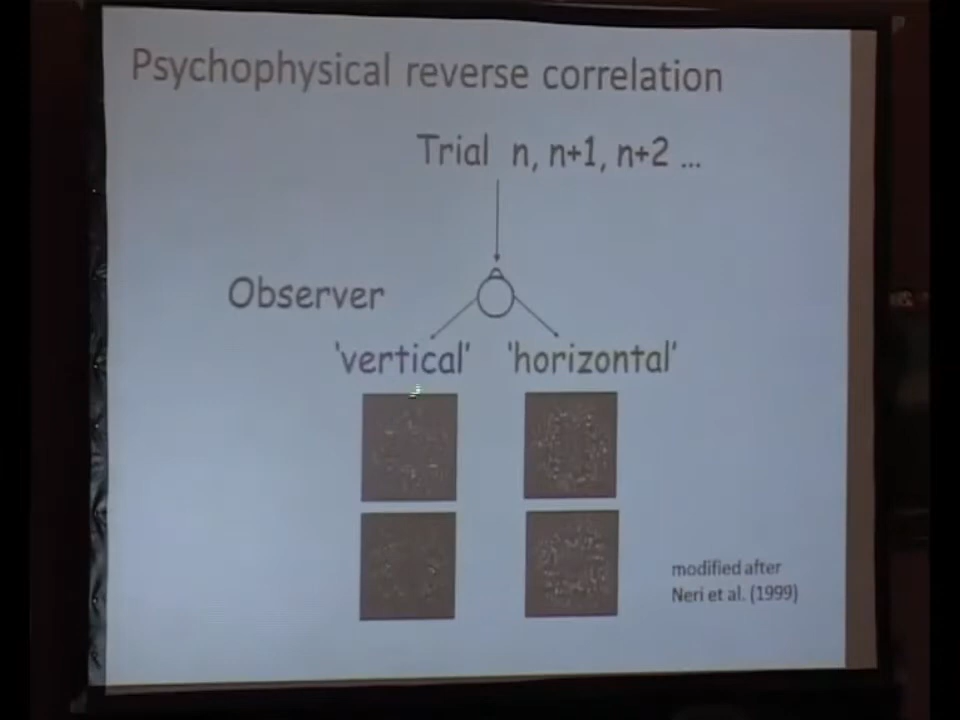 Psychophysical reverse correlation
Trial n, n+1, n+2 ...
Observer
'vertical' 'horizontal'
modified after
Neri et al. (1999)